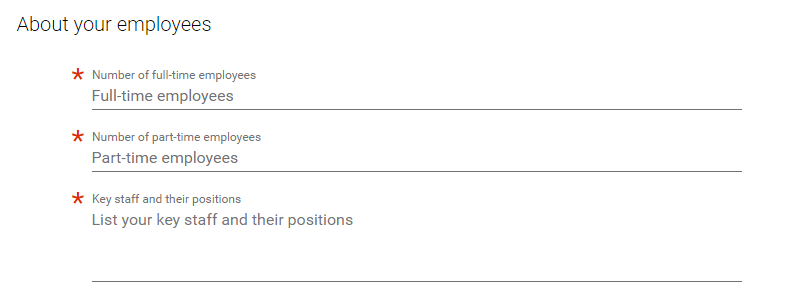 About your employees
* Number of full-time employees
Full-time employees
* Number of part-time employees
Part-time employees
* Key staff and their positions
List your key staff and their positions